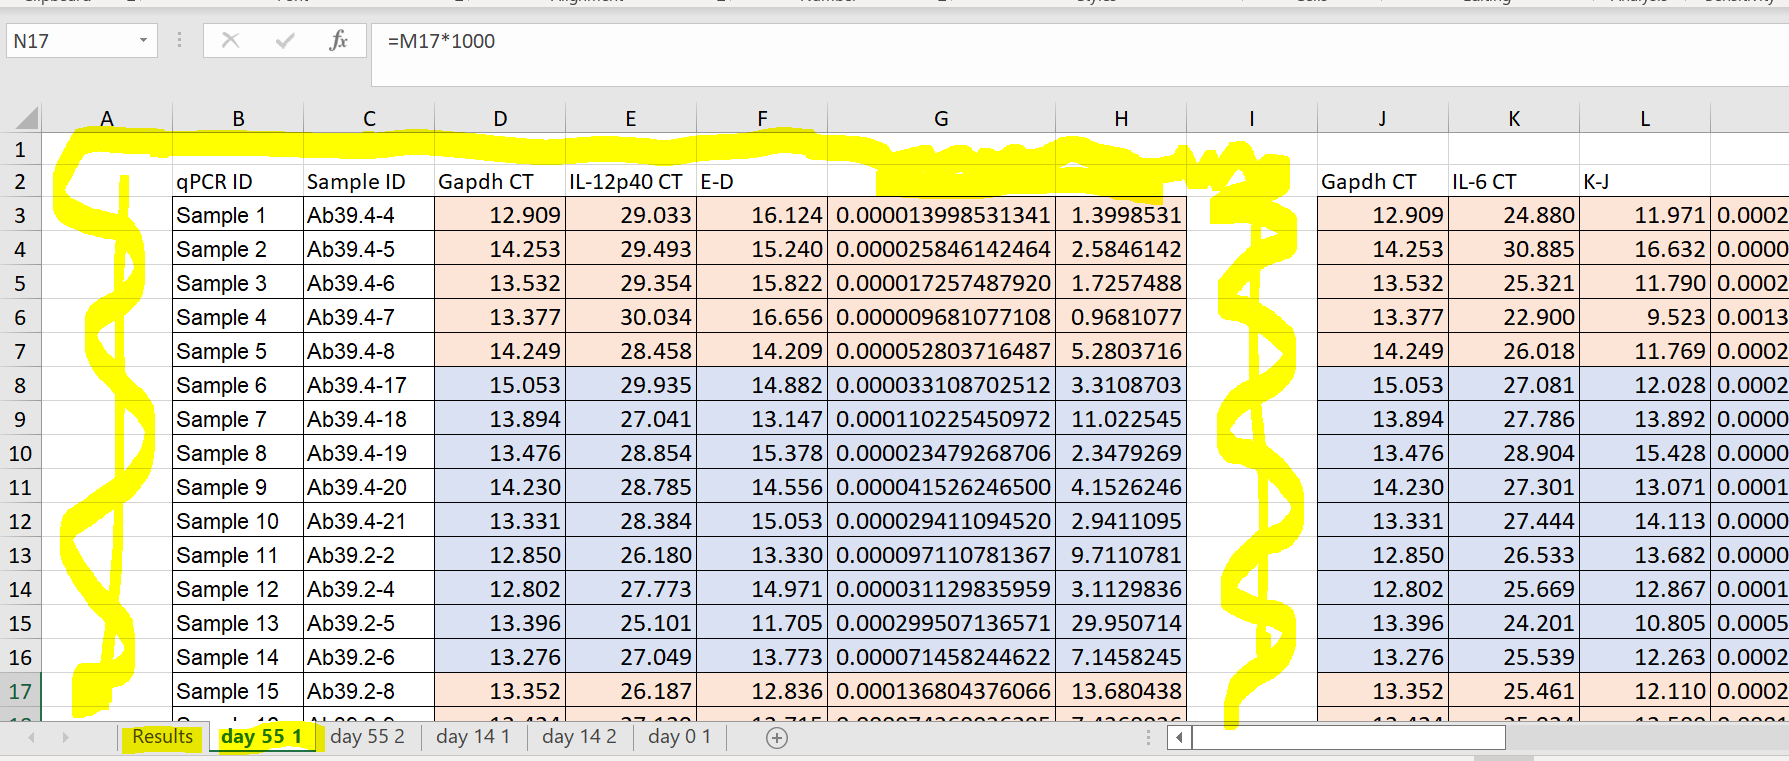 N17 fx =M17*1000
A B C D E F G H I J K L
1
2 qPCR ID Sample ID Gapdh CT IL-12p40 CT E-D Gapdh CT IL-6 CT K-J
3 Sample 1 Ab39.4-4 12.909 29.033 16.124 0.000013998531341 1.3998531 12.909 24.880 11.971 0.0002
4 Sample 2 Ab39.4-5 14.253 29.493 15.240 0.000025846142464 2.5846142 14.253 30.885 16.632 0.0000
5 Sample 3 Ab39.4-6 13.532 29.354 15.822 0.000017257487920 1.7257488 13.532 25.321 11.790 0.0002
6 Sample 4 Ab39.4-7 13.377 30.034 16.656 0.000009681077108 0.9681077 13.377 22.900 9.523 0.0013
7 Sample 5 Ab39.4-8 14.249 28.458 14.209 0.000052803716487 5.2803716 14.249 26.018 11.769 0.0002
8 Sample 6 Ab39.4-17 15.053 29.935 14.882 0.000033108702512 3.3108703 15.053 27.081 12.028 0.0002
9 Sample 7 Ab39.4-18 13.894 27.041 13.147 0.000110225450972 11.022545 13.894 27.786 13.892 0.0000
10 Sample 8 Ab39.4-19 13.476 28.854 15.378 0.000023479268706 2.3479269 13.476 28.904 15.428 0.0000
11 Sample 9 Ab39.4-20 14.230 28.785 14.556 0.000041526246500 4.1526246 14.230 27.301 13.071 0.0001
12 Sample 10 Ab39.4-21 13.331 28.384 15.053 0.000029411094520 2.9411095 13.331 27.444 14.113 0.0000
13 Sample 11 Ab39.2-2 12.850 26.180 13.330 0.000097110781367 9.7110781 12.850 26.533 13.682 0.0000
14 Sample 12 Ab39.2-4 12.802 27.773 14.971 0.000031129835959 3.1129836 12.802 25.669 12.867 0.0001
15 Sample 13 Ab39.2-5 13.396 25.101 11.705 0.000299507136571 29.950714 13.396 24.201 10.805 0.0005
16 Sample 14 Ab39.2-6 13.276 27.049 13.773 0.000071458244622 7.1458245 13.276 25.539 12.263 0.0002
17 Sample 15 Ab39.2-8 13.352 26.187 12.836 0.000136804376066 13.680438 13.352 25.461 12.110 0.0002
Results day 55 1 day 55 2 day 14 1 day 14 2 day 0 1